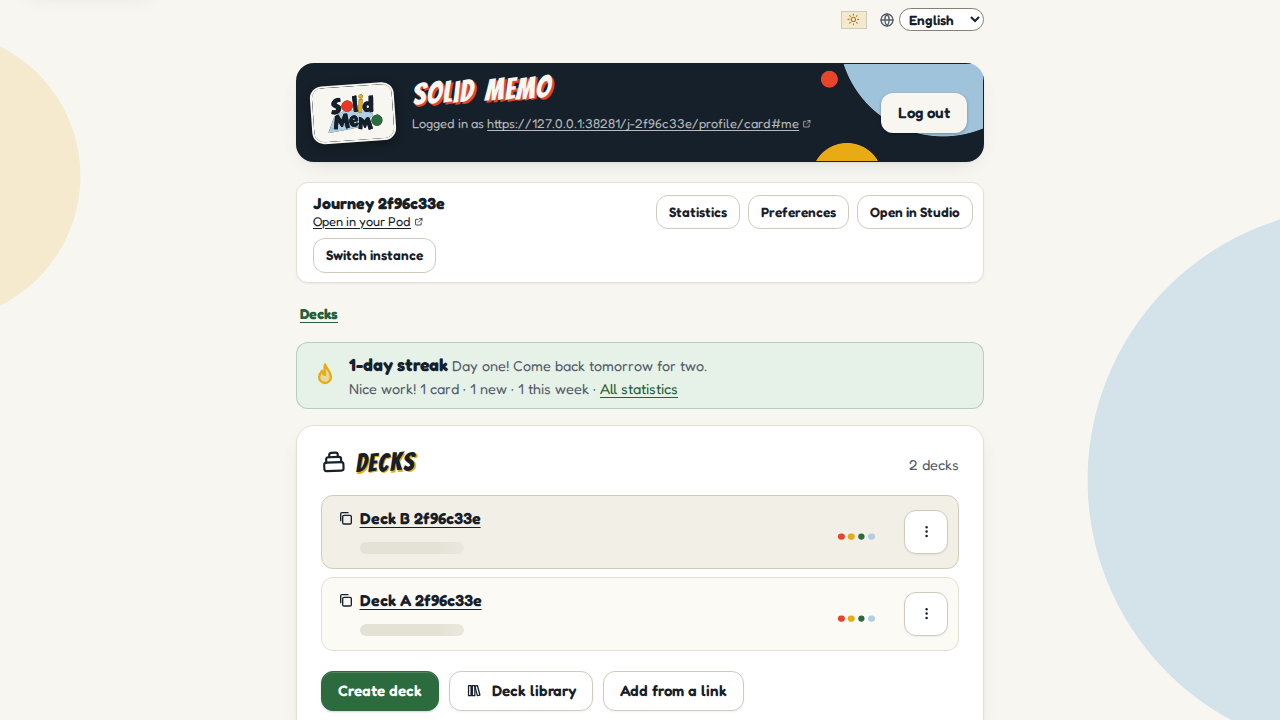 English
Solid
Memo
SOLID MEMO
Logged in as https://127.0.0.1:38281/j-2f96c33e/profile/card#me
Log out
Journey 2f96c33e
Open in your Pod
Statistics
Preferences
Open in Studio
Switch instance
Decks
1-day streak Day one! Come back tomorrow for two.
Nice work! 1 card · 1 new · 1 this week · All statistics
DECKS
2 decks
Deck B 2f96c33e
Deck A 2f96c33e
Create deck
Deck library
Add from a link